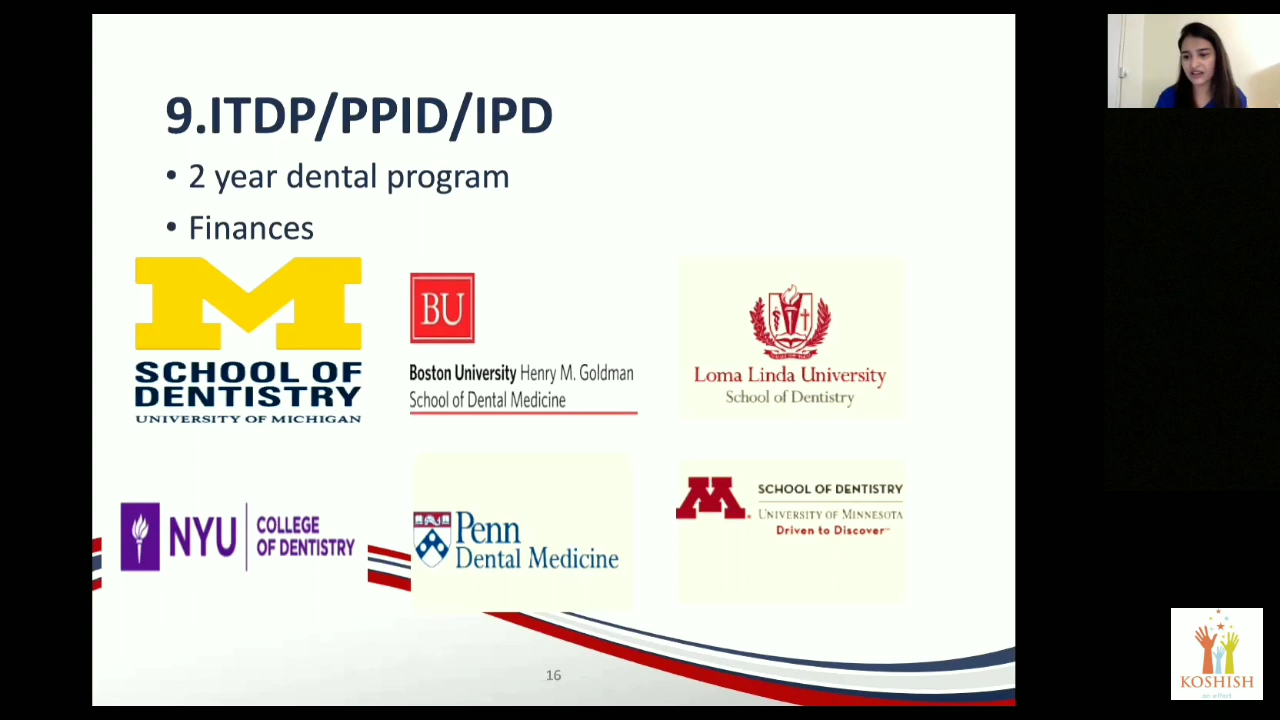 9.ITDP/PPID/IPD
• 2 year dental program
• Finances
M
SCHOOL OF
DENTISTRY
UNIVERSITY OF MICHIGAN
BU
Boston University Henry M. Goldman
School of Dental Medicine
Loma Linda University
School of Dentistry
NYU
COLLEGE
OF DENTISTRY
Penn
Dental Medicine
M
SCHOOL OF DENTISTRY
UNIVERSITY OF MINNESOTA
Driven to Discover
16
KOSHISH
an effort